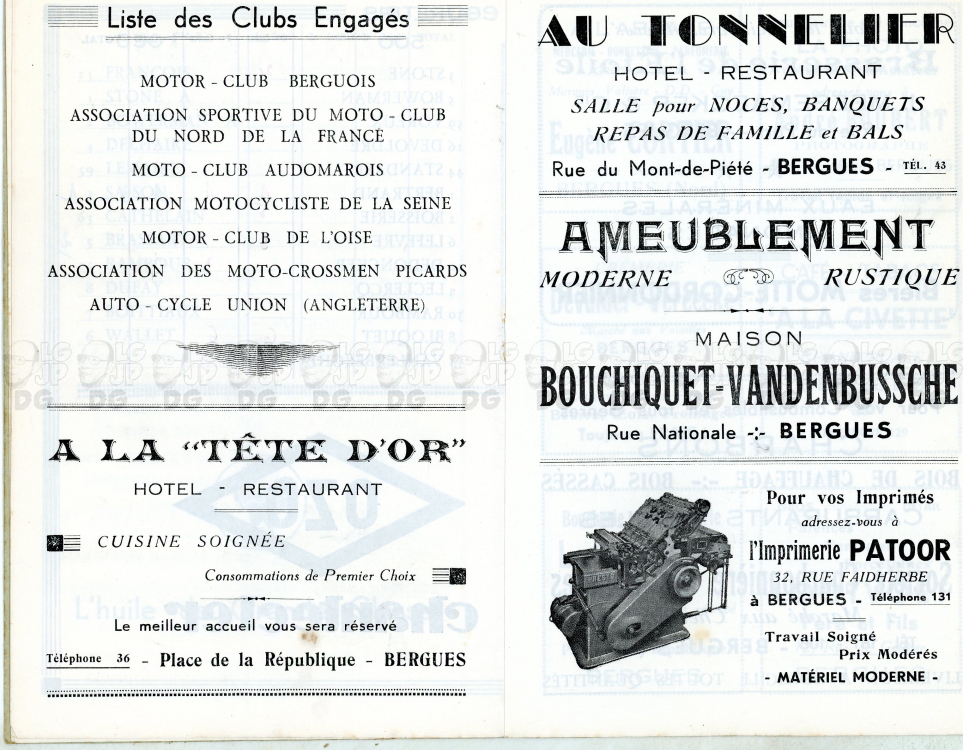 Liste des Clubs Engagés
MOTOR - CLUB BERGUOIS
ASSOCIATION SPORTIVE DU MOTO - CLUB
DU NORD DE LA FRANCE
MOTO - CLUB AUDOMAROIS
ASSOCIATION MOTOCYCLISTE DE LA SEINE
MOTOR - CLUB DE L'OISE
ASSOCIATION DES MOTO-CROSSMEN PICARDS
AUTO - CYCLE UNION (ANGLETERRE)
A LA “TÊTE D'OR”
HOTEL - RESTAURANT
CUISINE SOIGNÉE
Consommations de Premier Choix
Le meilleur accueil vous sera réservé
Téléphone 36 - Place de la République - BERGUES
AU TONNELIER
HOTEL - RESTAURANT
SALLE pour NOCES, BANQUETS
REPAS DE FAMILLE et BALS
Rue du Mont-de-Piété - BERGUES - TÉL. 43
AMEUBLEMENT
MODERNE RUSTIQUE
MAISON
BOUCHIQUET-VANDENBUSSCHE
Rue Nationale -:- BERGUES
Pour vos Imprimés
adressez-vous à
l'Imprimerie PATOOR
32, RUE FAIDHERBE
à BERGUES - Téléphone 131
Travail Soigné
Prix Modérés
- MATÉRIEL MODERNE -